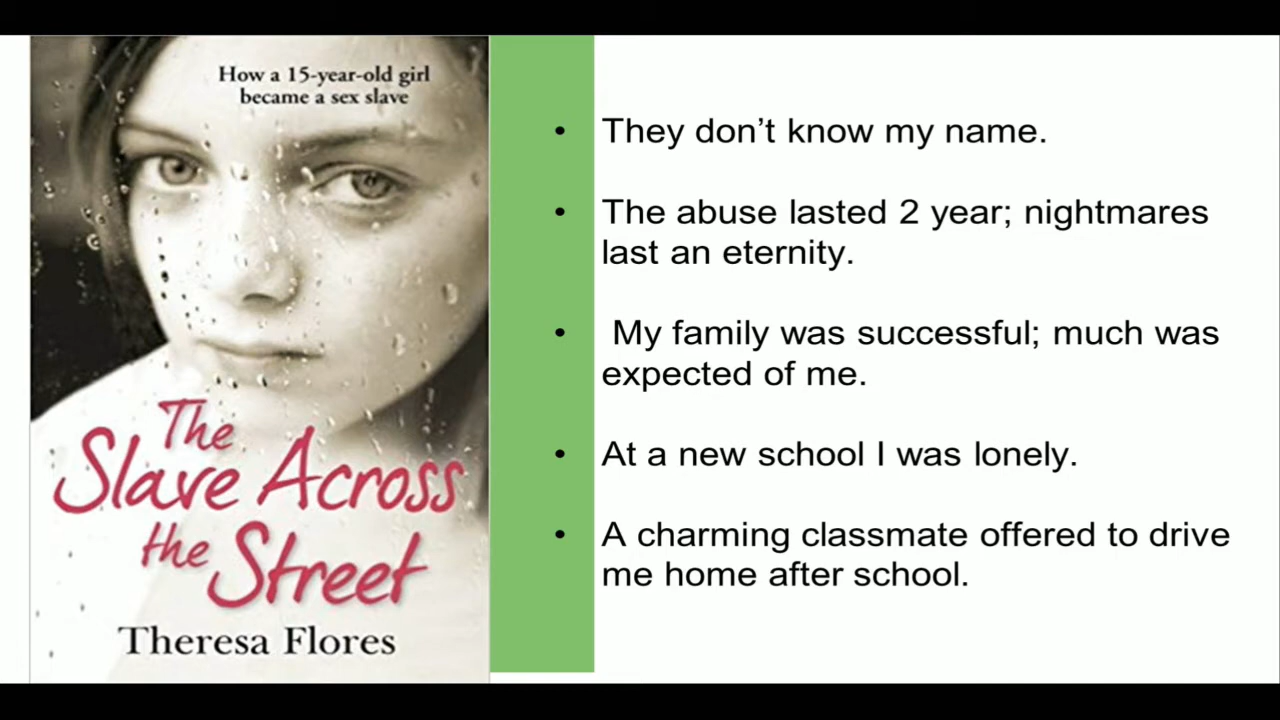 How a 15-year-old girl
became a sex slave
The
Slave Across
the Street
Theresa Flores
• They don’t know my name.
• The abuse lasted 2 year; nightmares
last an eternity.
• My family was successful; much was
expected of me.
• At a new school I was lonely.
• A charming classmate offered to drive
me home after school.